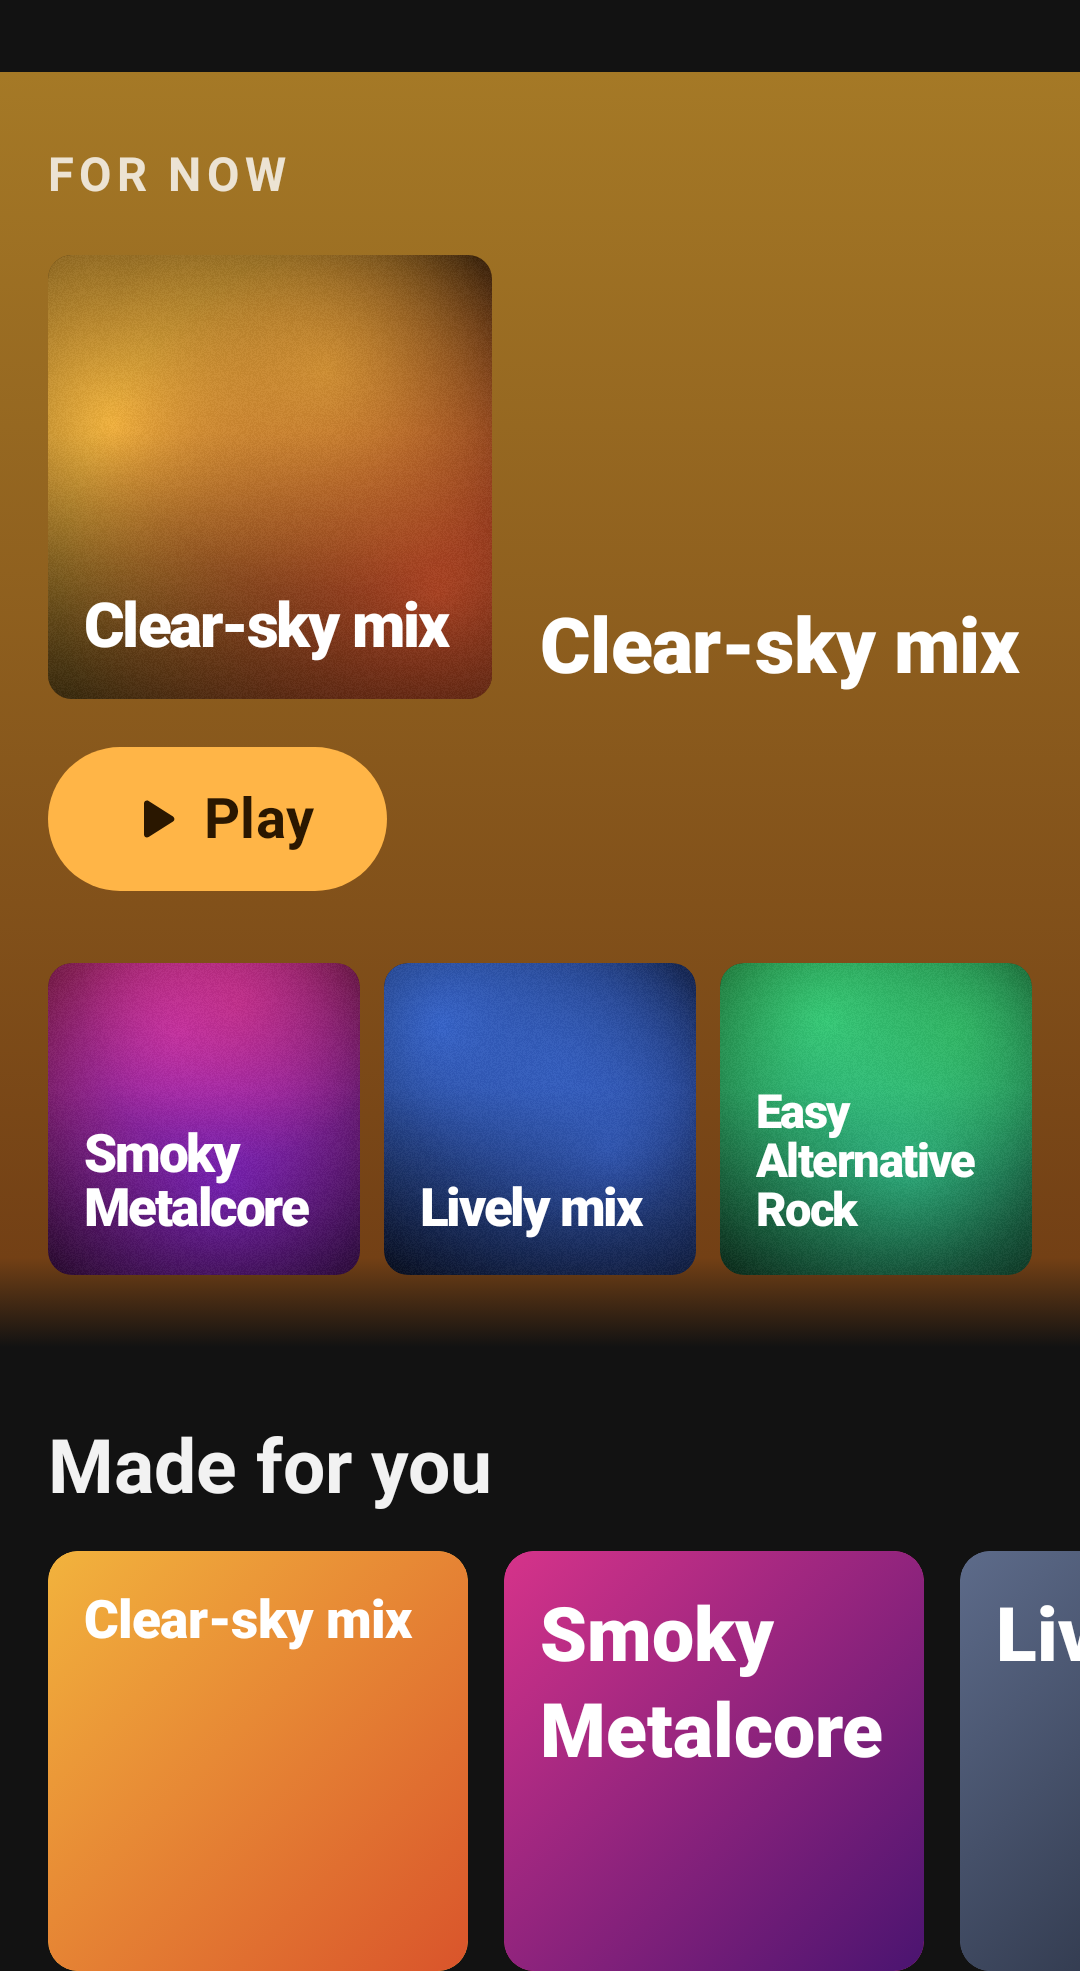 FOR NOW
Clear-sky mix
Clear-sky mix
Play
Smoky
Metalcore
Lively mix
Easy
Alternative
Rock
Made for you
Clear-sky mix
Smoky
Metalcore